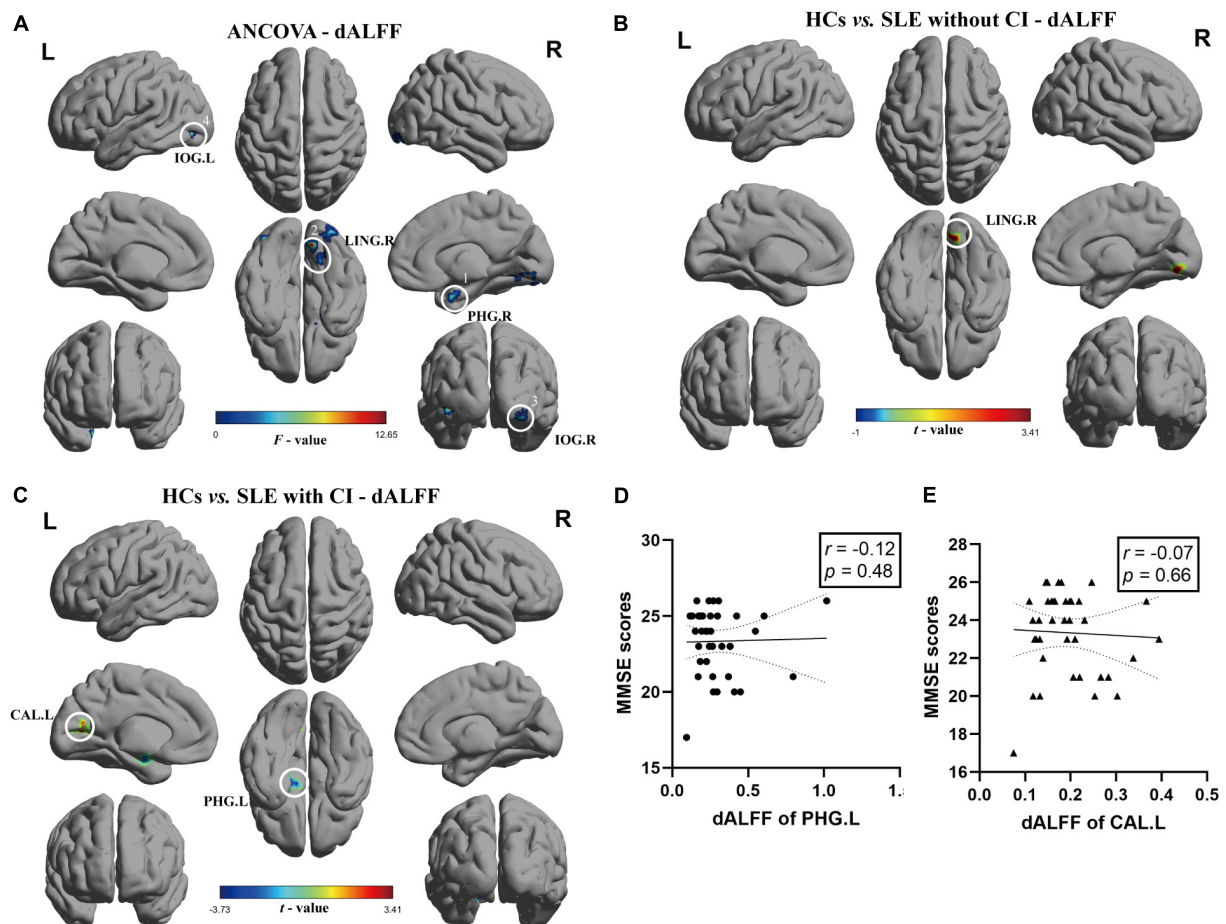 A
ANCOVA - dALFF
L
R
4
IOG.L
2
LING.R
1
PHG.R
3
IOG.R
0
F - value
12.65
B
HCs vs. SLE without CI - dALFF
L
R
LING.R
-1
t - value
3.41
C
HCs vs. SLE with CI - dALFF
L
R
CAL.L
PHG.L
-3.73
t - value
3.41
D
r = -0.12
p = 0.48
MMSE scores
30
25
20
15
0.0
0.5
1.0
1.
dALFF of PHG.L
E
r = -0.07
p = 0.66
MMSE scores
28
26
24
22
20
18
16
0.0
0.1
0.2
0.3
0.4
0.5
dALFF of CAL.L